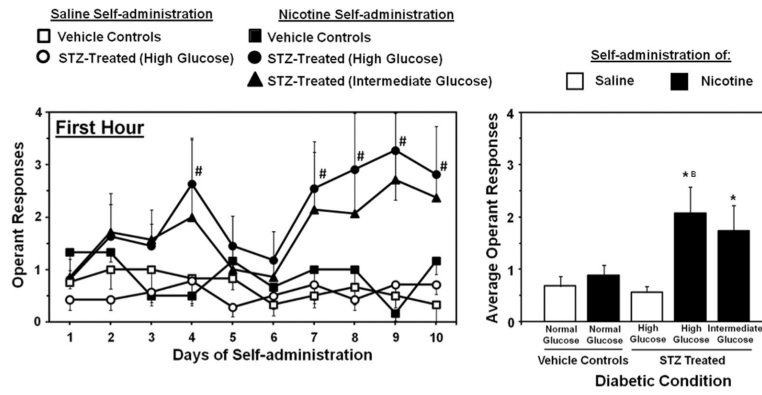 Saline Self-administration
Vehicle Controls
STZ-Treated (High Glucose)
Nicotine Self-administration
Vehicle Controls
STZ-Treated (High Glucose)
STZ-Treated (Intermediate Glucose)
First Hour
Operant Responses
4
3
2
1
0
# # # # #
1 2 3 4 5 6 7 8 9 10
Days of Self-administration
Self-administration of:
Saline Nicotine
Average Operant Responses
4
3
2
1
0
* B *
Normal Normal High High Intermediate
Glucose Glucose Glucose Glucose Glucose
Vehicle Controls STZ Treated
Diabetic Condition